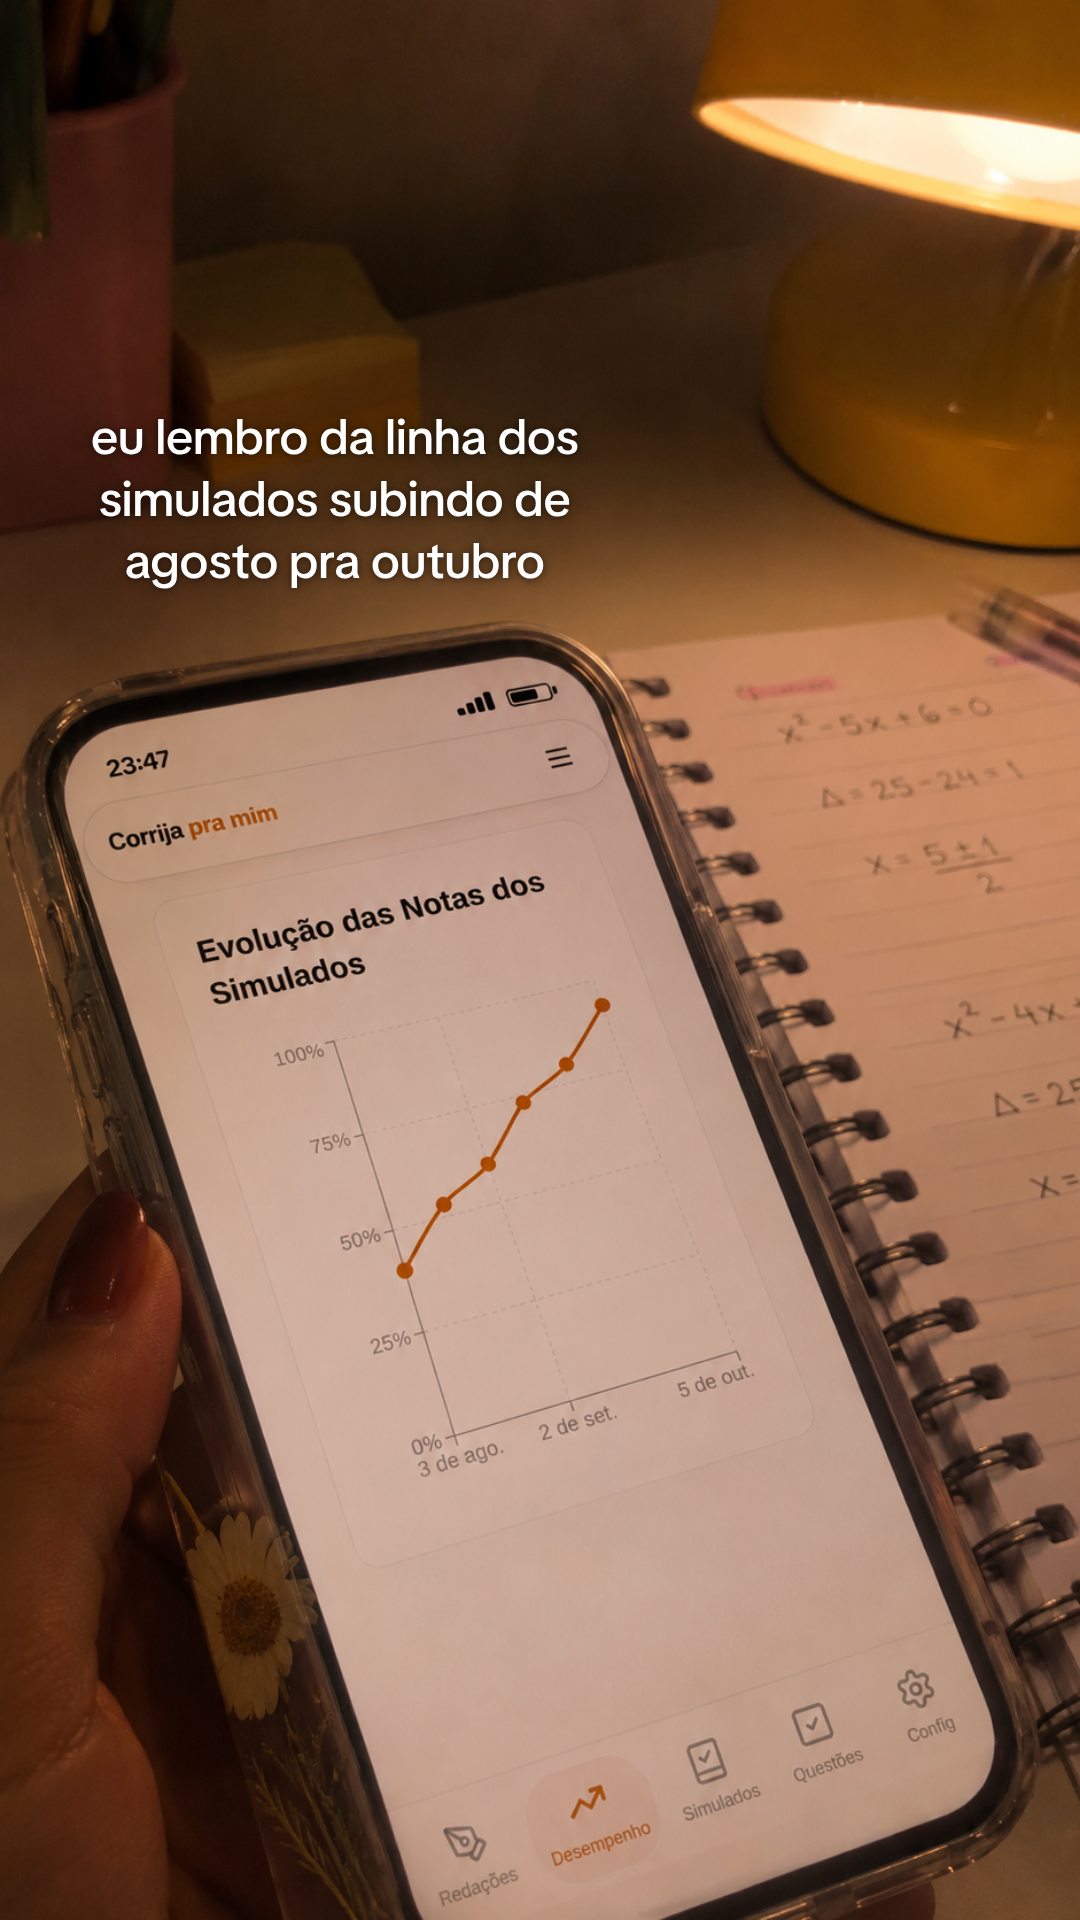 eu lembro da linha dos
simulados subindo de
agosto pra outubro
23:47
Corrija pra mim
Evolução das Notas dos
Simulados
100%
75%
50%
25%
0%
3 de ago.
2 de set.
5 de out.
Redações
Desempenho
Simulados
Questões
Config
x² - 5x + 6 = 0
Δ = 25 - 24 = 1
x = 5 ± 1
2
x² - 4x +
Δ = 25
x =